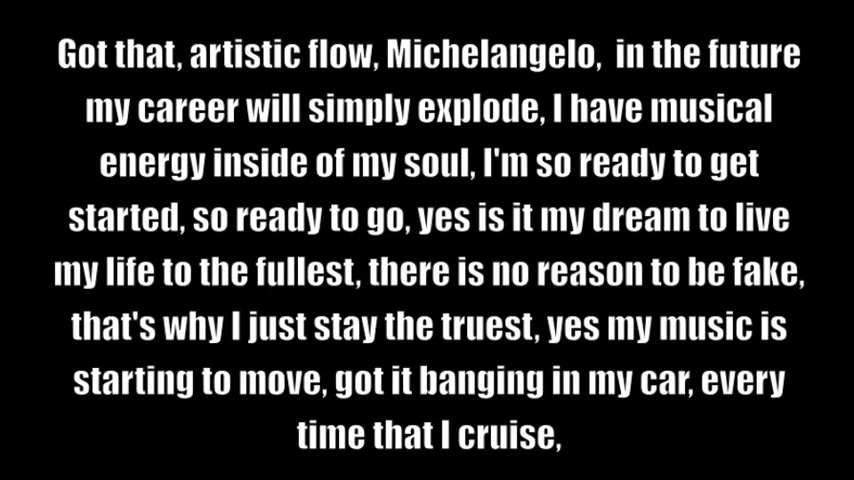 Got that, artistic flow, Michelangelo,  in the future
my career will simply explode, I have musical
energy inside of my soul, I'm so ready to get
started, so ready to go, yes is it my dream to live
my life to the fullest, there is no reason to be fake,
that's why I just stay the truest, yes my music is
starting to move, got it banging in my car, every
time that I cruise,